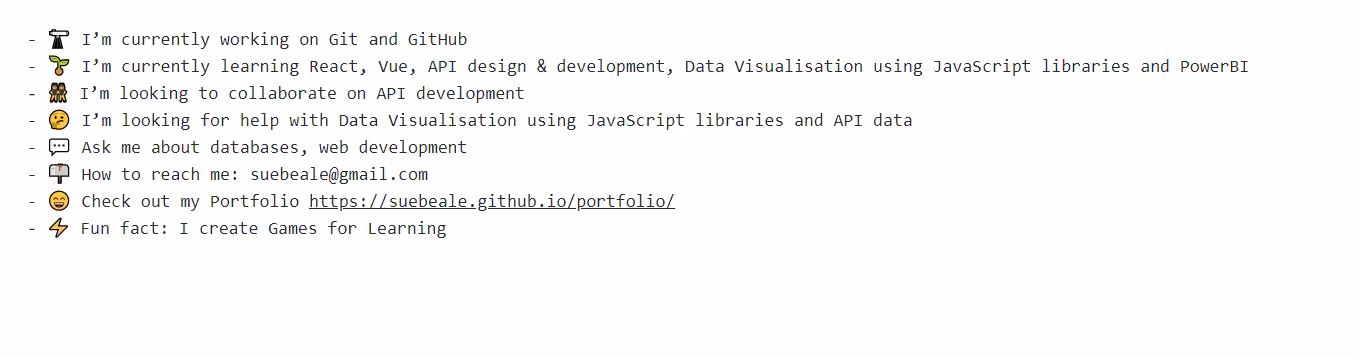 - 🔭 I’m currently working on Git and GitHub
- 🌱 I’m currently learning React, Vue, API design & development, Data Visualisation using JavaScript libraries and PowerBI
- 👯 I’m looking to collaborate on API development
- 🤔 I’m looking for help with Data Visualisation using JavaScript libraries and API data
- 💬 Ask me about databases, web development
- 📫 How to reach me: suebeale@gmail.com
- 😄 Check out my Portfolio https://suebeale.github.io/portfolio/
- ⚡ Fun fact: I create Games for Learning